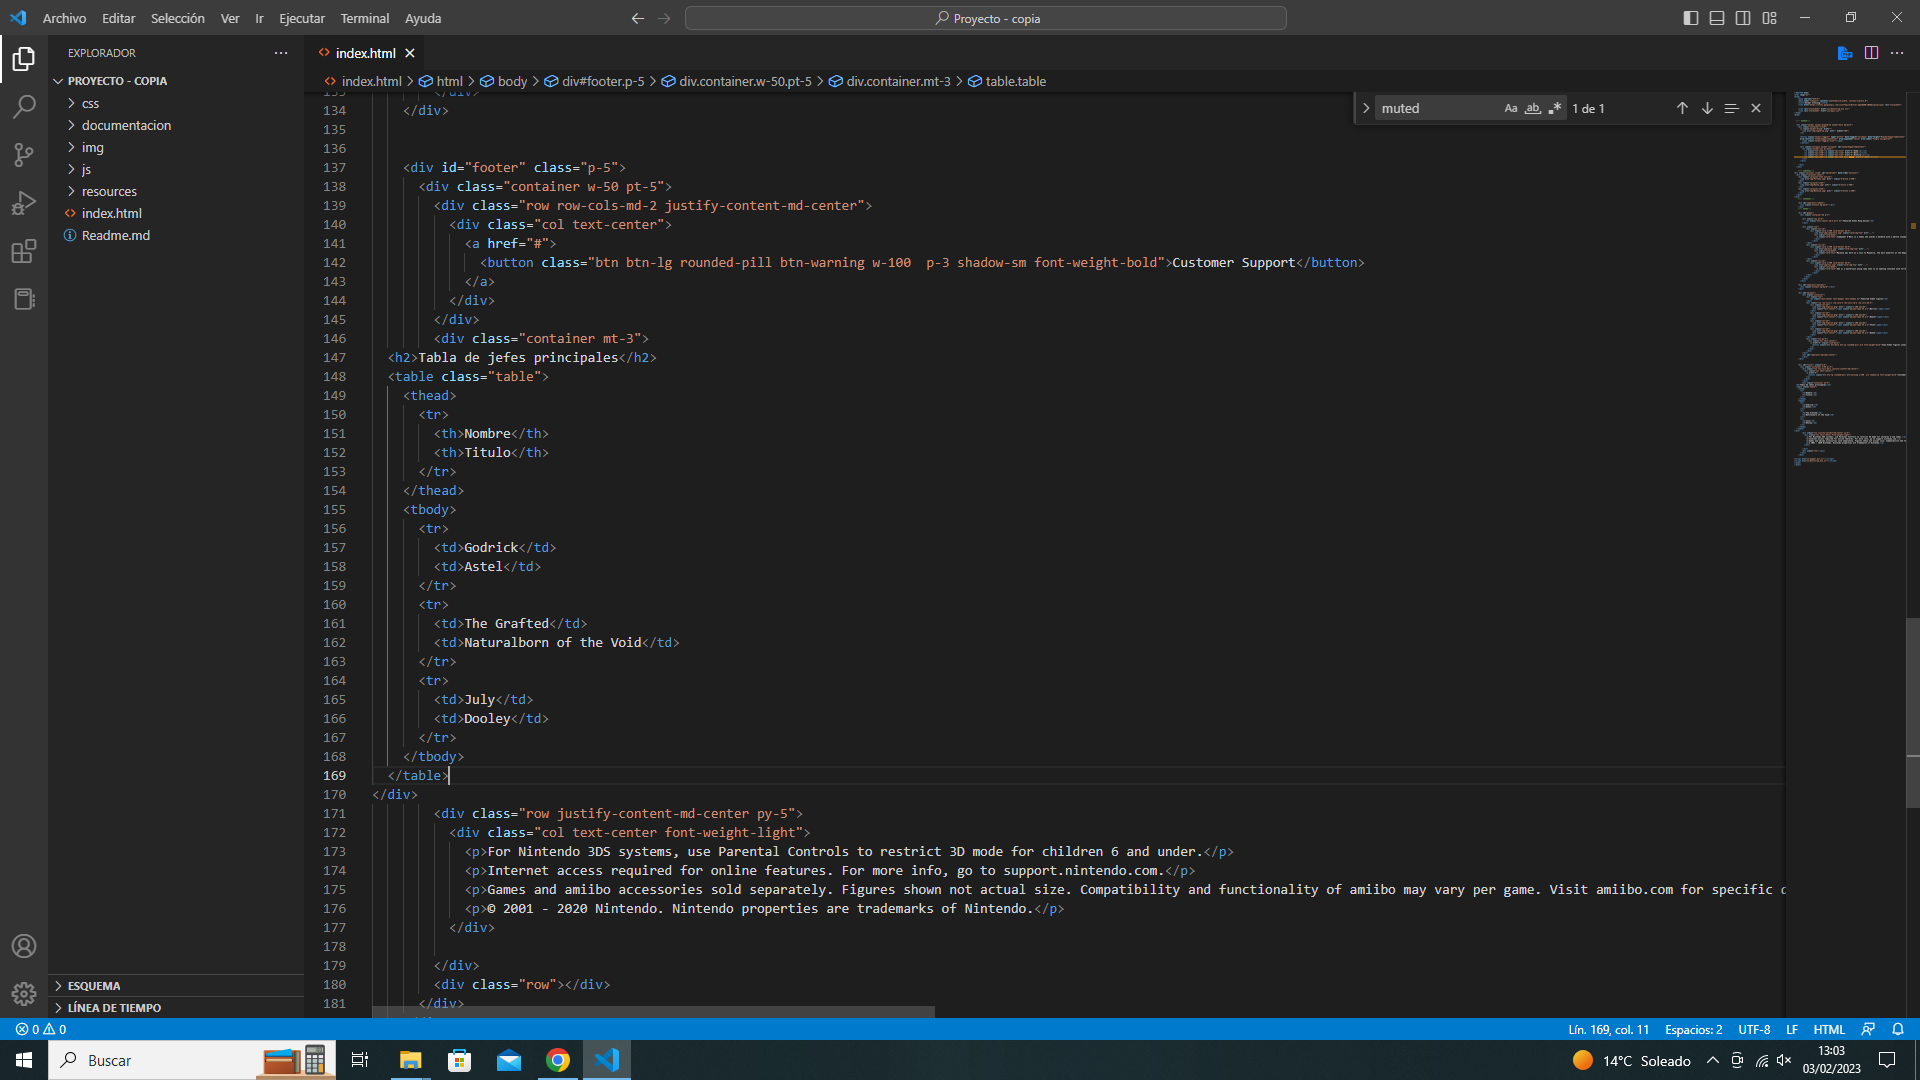 Archivo Editar Selección Ver Ir Ejecutar Terminal Ayuda
Proyecto - copia
EXPLORADOR
index.html
PROYECTO - COPIA
css
documentacion
img
js
resources
index.html
Readme.md
ESQUEMA
LÍNEA DE TIEMPO
index.html > html > body > div#footer.p-5 > div.container.w-50.pt-5 > div.container.mt-3 > table.table
muted Aa ab 1 de 1
134 </div>
135
136
137 <div id="footer" class="p-5">
138 <div class="container w-50 pt-5">
139 <div class="row row-cols-md-2 justify-content-md-center">
140 <div class="col text-center">
141 <a href="#">
142 <button class="btn btn-lg rounded-pill btn-warning w-100  p-3 shadow-sm font-weight-bold">Customer Support</button>
143 </a>
144 </div>
145 </div>
146 <div class="container mt-3">
147 <h2>Tabla de jefes principales</h2>
148 <table class="table">
149 <thead>
150 <tr>
151 <th>Nombre</th>
152 <th>Titulo</th>
153 </tr>
154 </thead>
155 <tbody>
156 <tr>
157 <td>Godrick</td>
158 <td>Astel</td>
159 </tr>
160 <tr>
161 <td>The Grafted</td>
162 <td>Naturalborn of the Void</td>
163 </tr>
164 <tr>
165 <td>July</td>
166 <td>Dooley</td>
167 </tr>
168 </tbody>
169 </table>
170 </div>
171 <div class="row justify-content-md-center py-5">
172 <div class="col text-center font-weight-light">
173 <p>For Nintendo 3DS systems, use Parental Controls to restrict 3D mode for children 6 and under.</p>
174 <p>Internet access required for online features. For more info, go to support.nintendo.com.</p>
175 <p>Games and amiibo accessories sold separately. Figures shown not actual size. Compatibility and functionality of amiibo may vary per game. Visit amiibo.com for specific
176 <p>© 2001 - 2020 Nintendo. Nintendo properties are trademarks of Nintendo.</p>
177 </div>
178
179 </div>
180 <div class="row"></div>
181 </div>
0 0
Lín. 169, col. 11 Espacios: 2 UTF-8 LF HTML
Buscar
14°C Soleado
13:03
03/02/2023